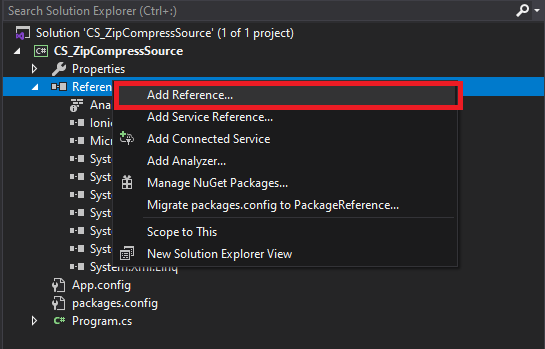 Search Solution Explorer (Ctrl+;)
Solution 'CS_ZipCompressSource' (1 of 1 project)
C# CS_ZipCompressSource
Properties
Referen
Add Reference...
Ana
Add Service Reference...
Ionic
Add Connected Service
Micr
Add Analyzer...
Syst
Manage NuGet Packages...
Syst
Migrate packages.config to PackageReference...
Syst
Scope to This
Syst
New Solution Explorer View
Syst
System.Xml.Linq
App.config
packages.config
C# Program.cs